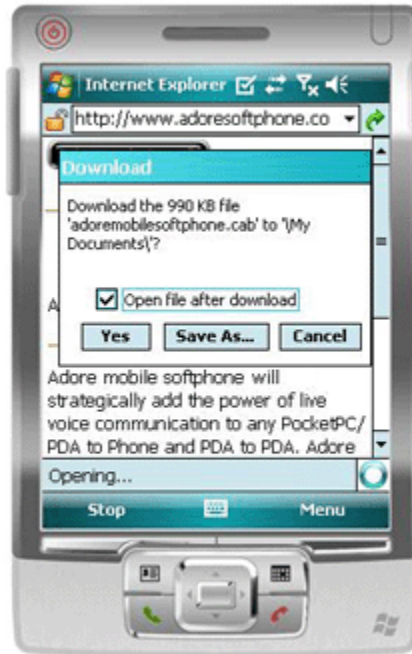 Internet Explorer
http://www.adoresoftphone.co
Download
Download the 990 KB file
'adoremobilesoftphone.cab' to '\My
Documents\'?
A
Open file after download
Yes Save As... Cancel
Adore mobile softphone will
strategically add the power of live
voice communication to any PocketPC/
PDA to Phone and PDA to PDA. Adore
Opening...
Stop Menu